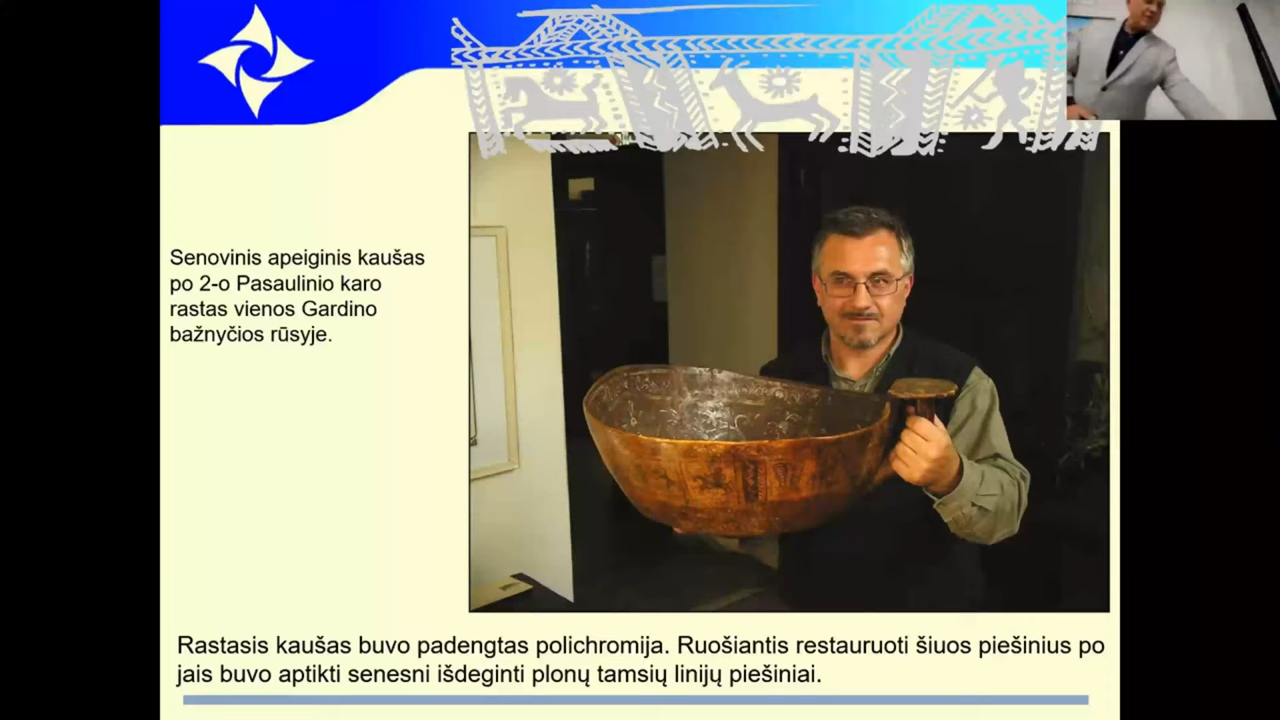 Senovinis apeiginis kaušas
po 2-o Pasaulinio karo
rastas vienos Gardino
bažnyčios rūsyje.
Rastasis kaušas buvo padengtas polichromija. Ruošiantis restauruoti šiuos piešinius po
jais buvo aptikti senesni išdeginti plonų tamsių linijų piešiniai.